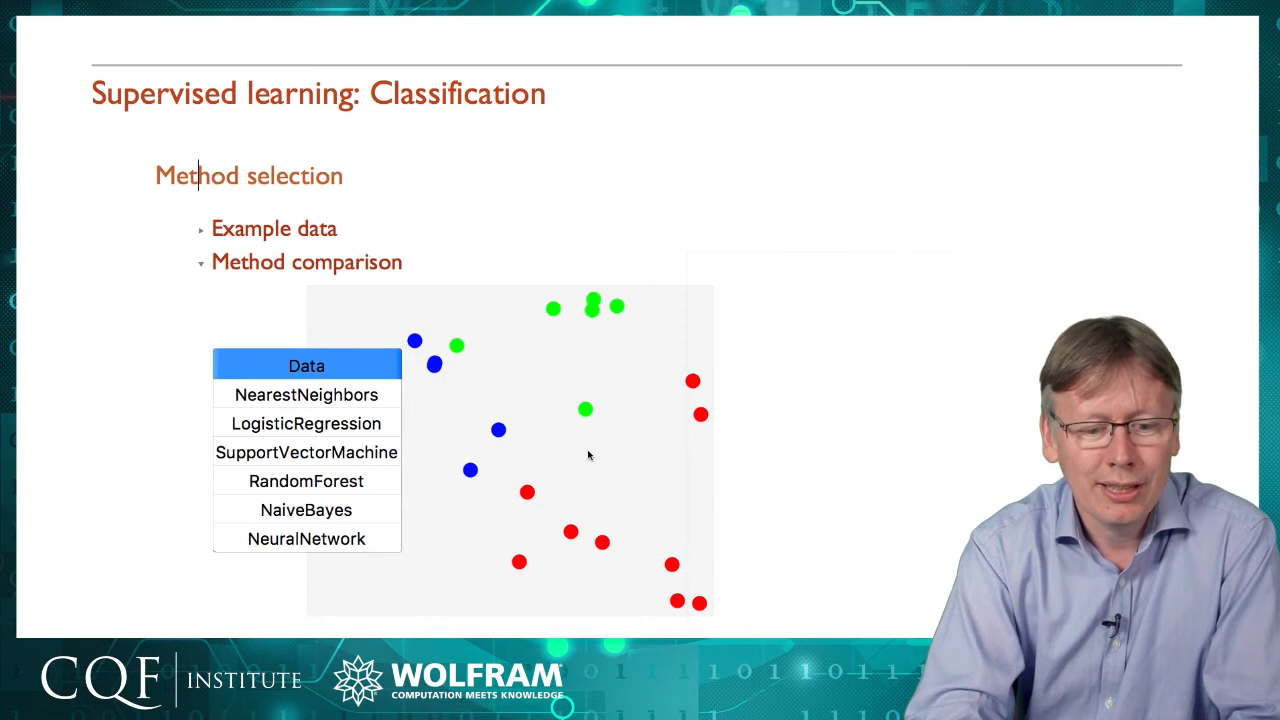 Supervised learning: Classification
Method selection
Example data
Method comparison
Data
NearestNeighbors
LogisticRegression
SupportVectorMachine
RandomForest
NaiveBayes
NeuralNetwork
CQF INSTITUTE
WOLFRAM
COMPUTATION MEETS KNOWLEDGE